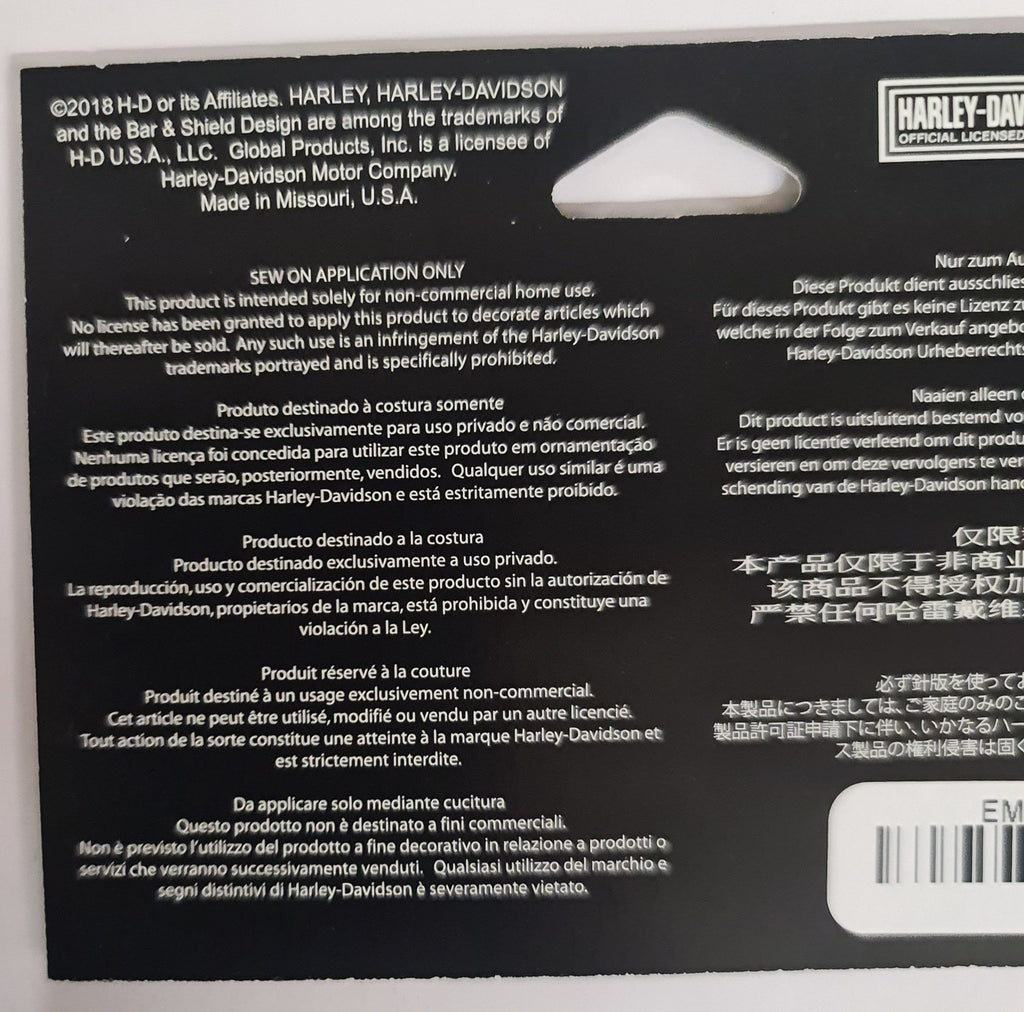 ©2018 H-D or its Affiliates. HARLEY, HARLEY-DAVIDSON
and the Bar & Shield Design are among the trademarks of
H-D U.S.A., LLC. Global Products, Inc. is a licensee of
Harley-Davidson Motor Company.
Made in Missouri, U.S.A.
SEW ON APPLICATION ONLY
This product is intended solely for non-commercial home use.
No license has been granted to apply this product to decorate articles which
will thereafter be sold. Any such use is an infringement of the Harley-Davidson
trademarks portrayed and is specifically prohibited.
Produto destinado à costura somente
Este produto destina-se exclusivamente para uso privado e não comercial.
Nenhuma licença foi concedida para utilizar este produto em ornamentação
de produtos que serão, posteriormente, vendidos. Qualquer uso similar é uma
violação das marcas Harley-Davidson e está estritamente proibido.
Producto destinado a la costura
Producto destinado exclusivamente a uso privado.
La reproducción, uso y comercialización de este producto sin la autorización de
Harley-Davidson, propietarios de la marca, está prohibida y constituye una
violación a la Ley.
Produit réservé à la couture
Produit destiné à un usage exclusivement non-commercial.
Cet article ne peut être utilisé, modifié ou vendu par un autre licencié.
Tout action de la sorte constitue une atteinte à la marque Harley-Davidson et
est strictement interdite.
Da applicare solo mediante cucitura
Questo prodotto non è destinato a fini commerciali.
Non è previsto l'utilizzo del prodotto a fine decorativo in relazione a prodotti o
servizi che verranno successivamente venduti. Qualsiasi utilizzo del marchio e
segni distintivi di Harley-Davidson è severamente vietato.
HARLEY-DAV
OFFICIAL LICENSED
Nur zum Au
Diese Produkt dient ausschlies
Für dieses Produkt gibt es keine Lizenz z
welche in der Folge zum Verkauf angebo
Harley-Davidson Urheberrechts
Naaien alleen
Dit product is uitsluitend bestemd vo
Er is geen licentie verleend om dit produ
versieren en om deze vervolgens te ver
schending van de Harley-Davidson hand
仅限
本产品仅限于非商业
该商品不得授权加
严禁任何哈雷戴维
必ず針版を使ってお
本製品につきましては、ご家庭のみのご
製品許可証申請下に伴い、いかなるハー
ス製品の権利侵害は固く
EM